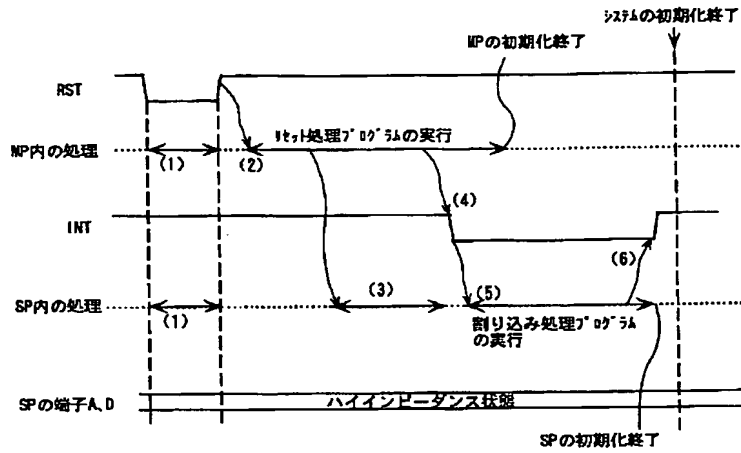 システムの初期化終了
MPの初期化終了
RST
リセット処理プログラムの実行
MP内の処理
(1)
(2)
(4)
INT
(6)
(3)
(5)
SP内の処理
(1)
割り込み処理プログラム
の実行
SPの端子A、D
ハイインピーダンス状態
SPの初期化終了